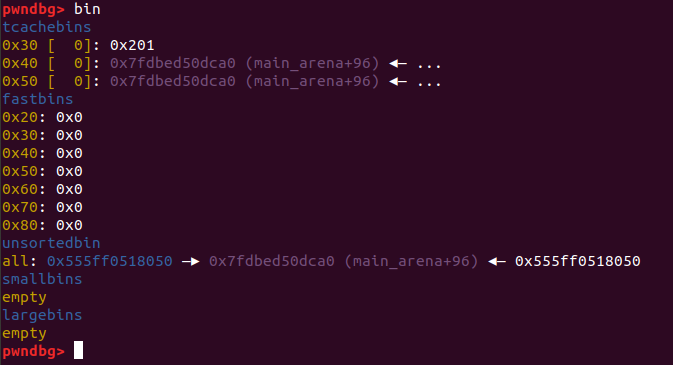 pwndbg> bin
tcachebins
0x30 [  0]: 0x201
0x40 [  0]: 0x7fdbed50dca0 (main_arena+96) ◂— ...
0x50 [  0]: 0x7fdbed50dca0 (main_arena+96) ◂— ...
fastbins
0x20: 0x0
0x30: 0x0
0x40: 0x0
0x50: 0x0
0x60: 0x0
0x70: 0x0
0x80: 0x0
unsortedbin
all: 0x555ff0518050 —▸ 0x7fdbed50dca0 (main_arena+96) ◂— 0x555ff0518050
smallbins
empty
largebins
empty
pwndbg>